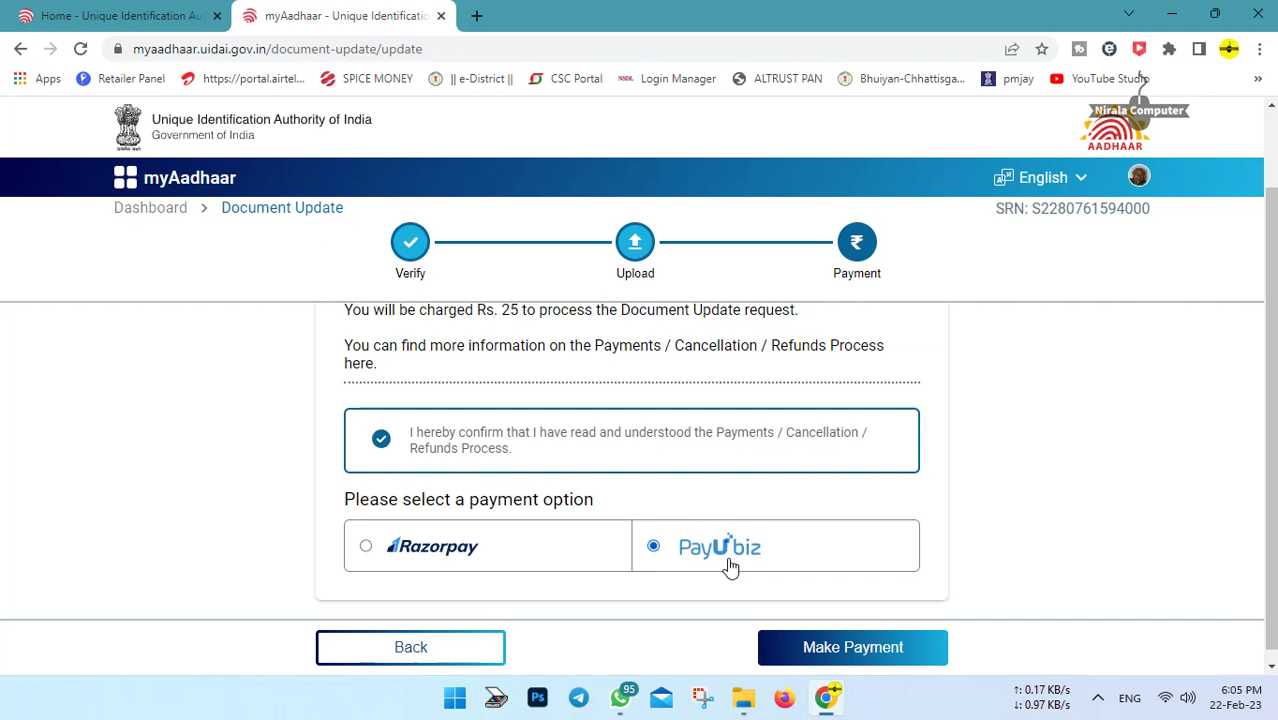 Home - Unique Identification Au
myAadhaar - Unique Identificatio
myaadhaar.uidai.gov.in/document-update/update
Apps
Retailer Panel
https://portal.airtel...
SPICE MONEY
|| e-District ||
CSC Portal
NSDL
Login Manager
ALTRUST PAN
Bhuiyan-Chhattisga...
pmjay
YouTube Studio
»
Unique Identification Authority of India
Government of India
Nirala Computer
AADHAAR
myAadhaar
English
Dashboard > Document Update
SRN: S2280761594000
Verify
Upload
₹
Payment
You will be charged Rs. 25 to process the Document Update request.
You can find more information on the Payments / Cancellation / Refunds Process
here.
I hereby confirm that I have read and understood the Payments / Cancellation /
Refunds Process.
Please select a payment option
Razorpay
PayUbiz
Back
Make Payment
Ps
95
↑: 0.17 KB/s
↓: 0.97 KB/s
ENG
6:05 PM
22-Feb-23